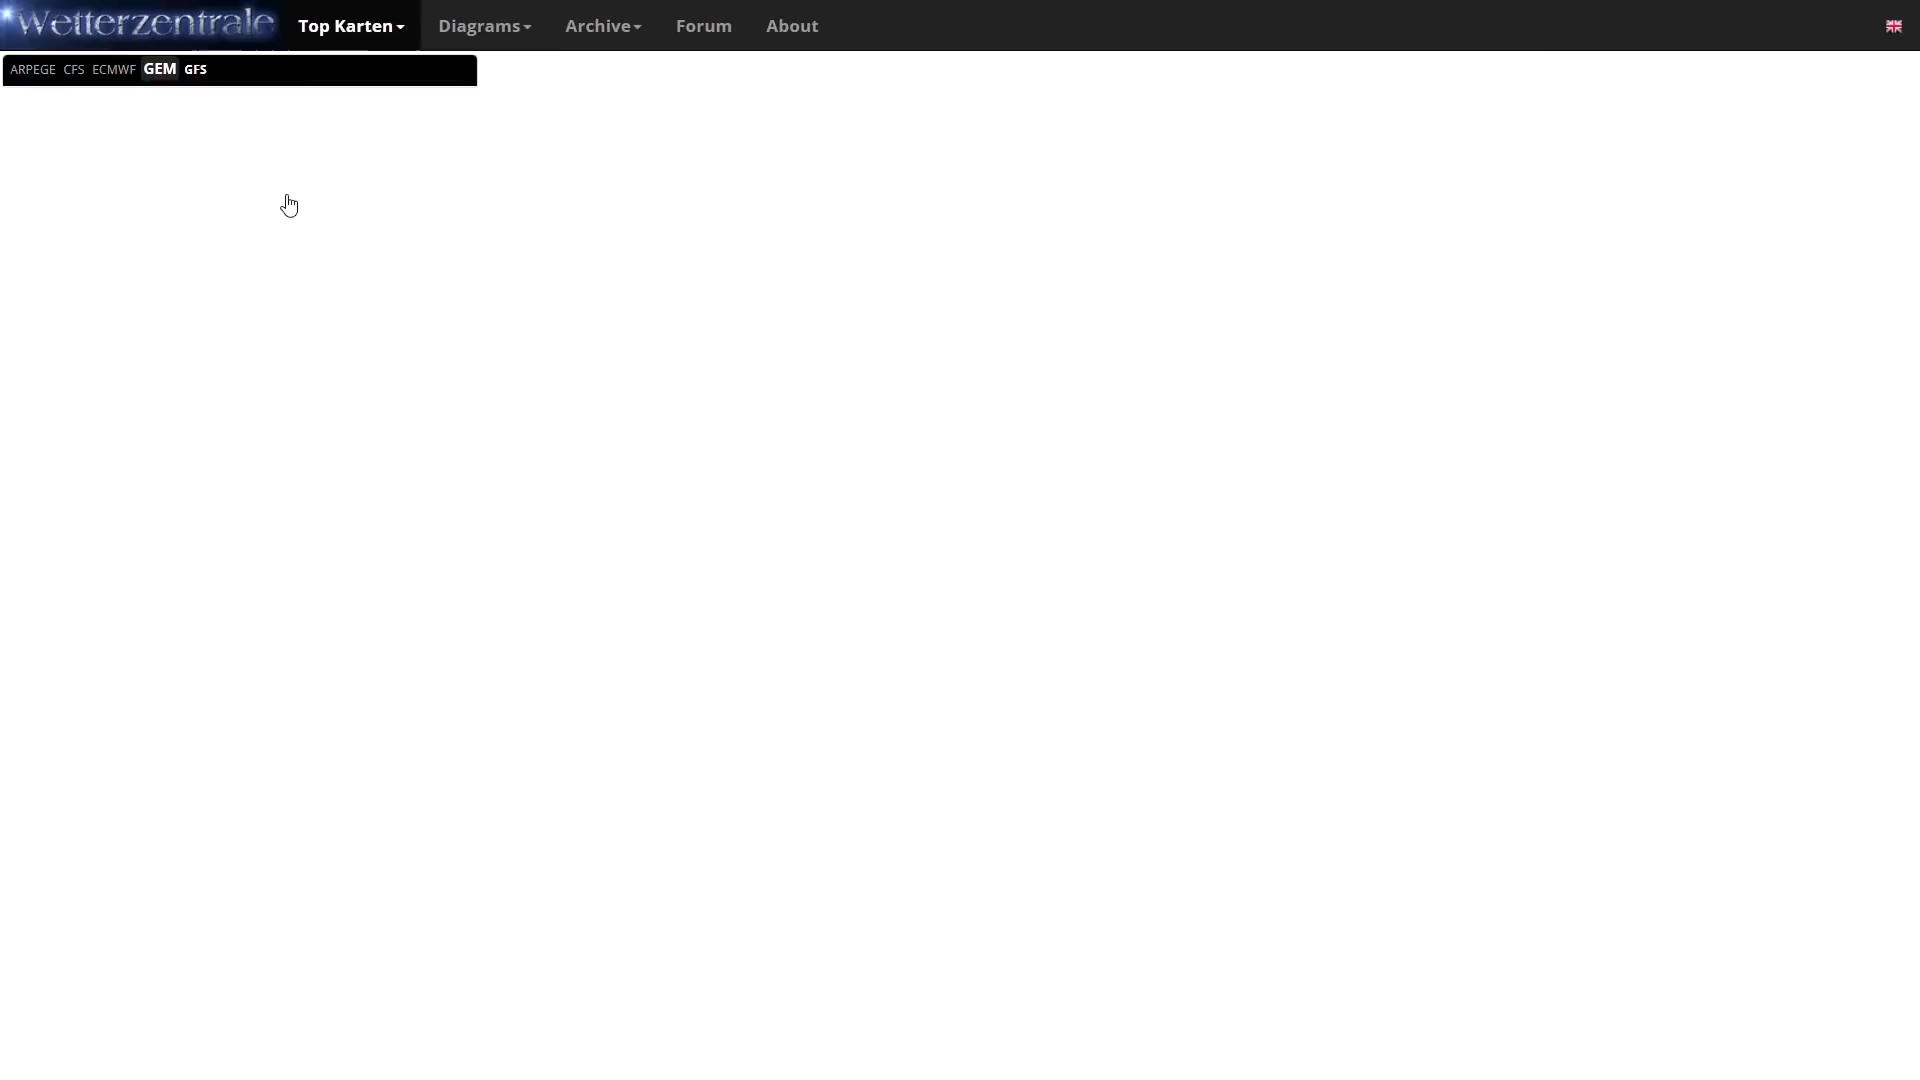 Wetterzentrale Top Karten Diagrams Archive Forum About
ARPEGE CFS ECMWF GEM GFS